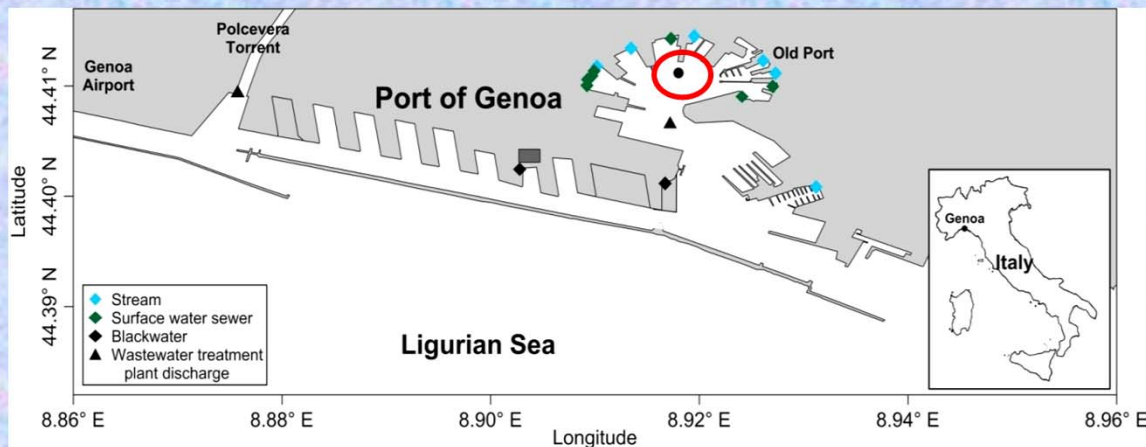 Polcevera
Torrent
Genoa
Airport
Port of Genoa
Old Port
44.41° N
44.40° N
44.39° N
Latitude
Genoa
Italy
Stream
Surface water sewer
Blackwater
Wastewater treatment
plant discharge
Ligurian Sea
8.86° E
8.88° E
8.90° E
8.92° E
8.94° E
8.96° E
Longitude